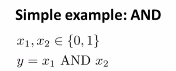 Simple example: AND
x₁, x₂ ∈ {0, 1}
y = x₁ AND x₂